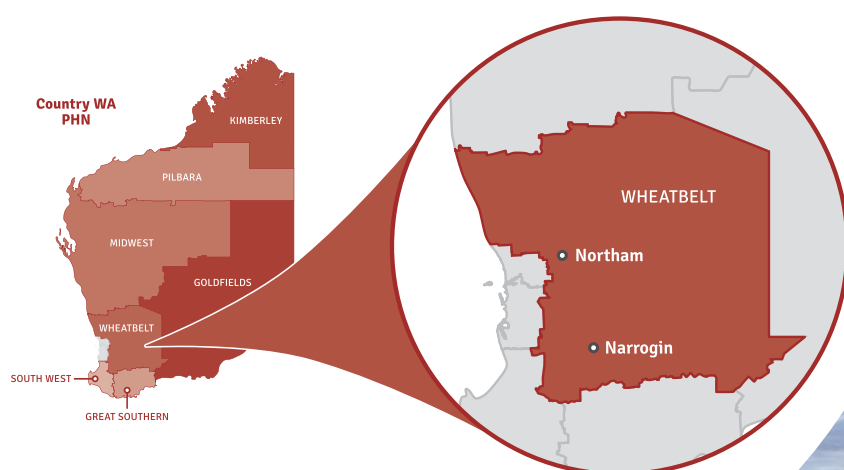 Country WA
PHN
KIMBERLEY
PILBARA
MIDWEST
GOLDFIELDS
WHEATBELT
SOUTH WEST
GREAT SOUTHERN
WHEATBELT
Northam
Narrogin